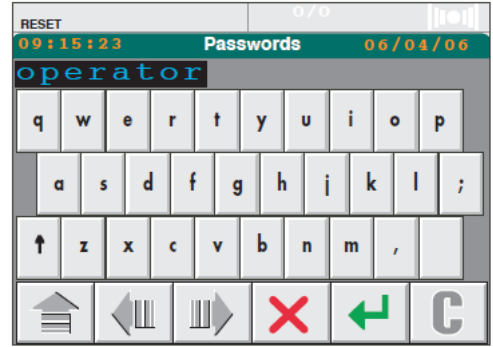 0/0
RESET
09:15:23 Passwords 06/04/06
operator
q w e r t y u i o p
a s d f g h j k l ;
z x c v b n m ,
C